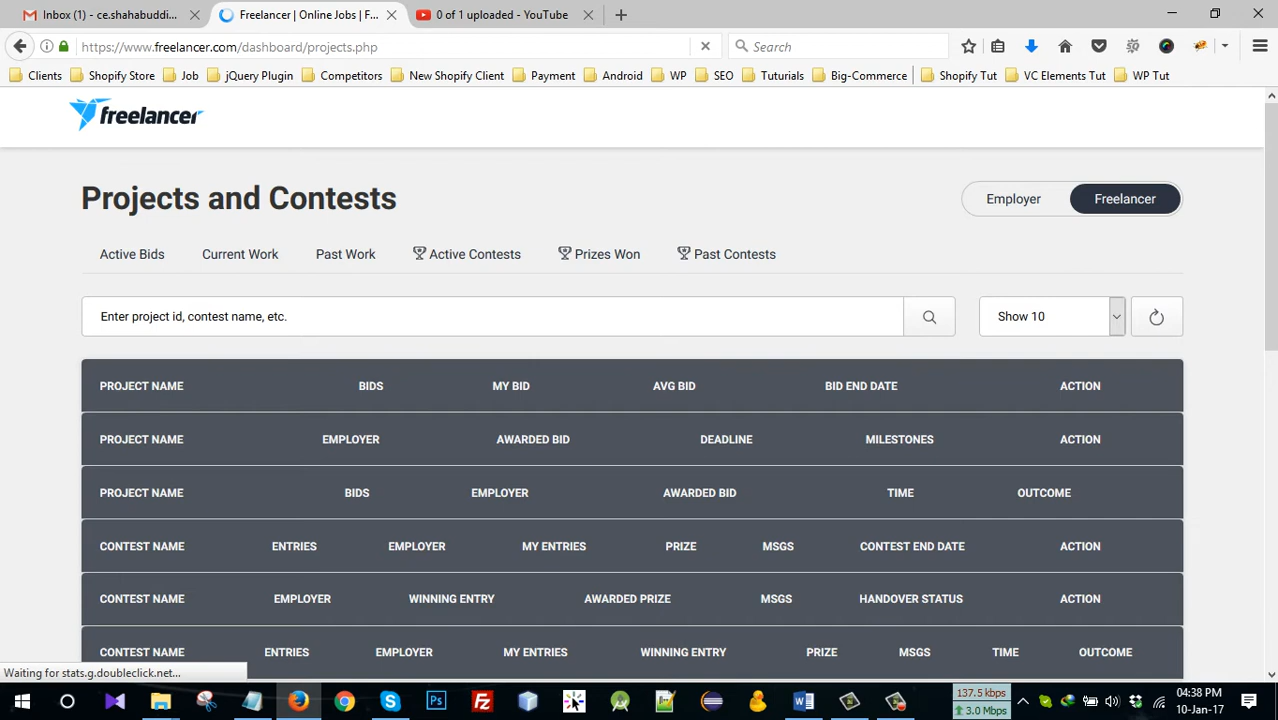 Inbox (1) - ce.shahabuddi...
Freelancer | Online Jobs | F...
0 of 1 uploaded - YouTube
https://www.freelancer.com/dashboard/projects.php
Search
Clients
Shopify Store
Job
jQuery Plugin
Competitors
New Shopify Client
Payment
Android
WP
SEO
Tuturials
Big-Commerce
Shopify Tut
VC Elements Tut
WP Tut
freelancer
Projects and Contests
Employer
Freelancer
Active Bids
Current Work
Past Work
Active Contests
Prizes Won
Past Contests
Enter project id, contest name, etc.
Show 10
PROJECT NAME BIDS MY BID AVG BID BID END DATE ACTION
PROJECT NAME EMPLOYER AWARDED BID DEADLINE MILESTONES ACTION
PROJECT NAME BIDS EMPLOYER AWARDED BID TIME OUTCOME
CONTEST NAME ENTRIES EMPLOYER MY ENTRIES PRIZE MSGS CONTEST END DATE ACTION
CONTEST NAME EMPLOYER WINNING ENTRY AWARDED PRIZE MSGS HANDOVER STATUS ACTION
CONTEST NAME ENTRIES EMPLOYER MY ENTRIES WINNING ENTRY PRIZE MSGS TIME OUTCOME
Waiting for stats.g.doubleclick.net...
137.5 kbps
3.0 Mbps
04:38 PM
10-Jan-17